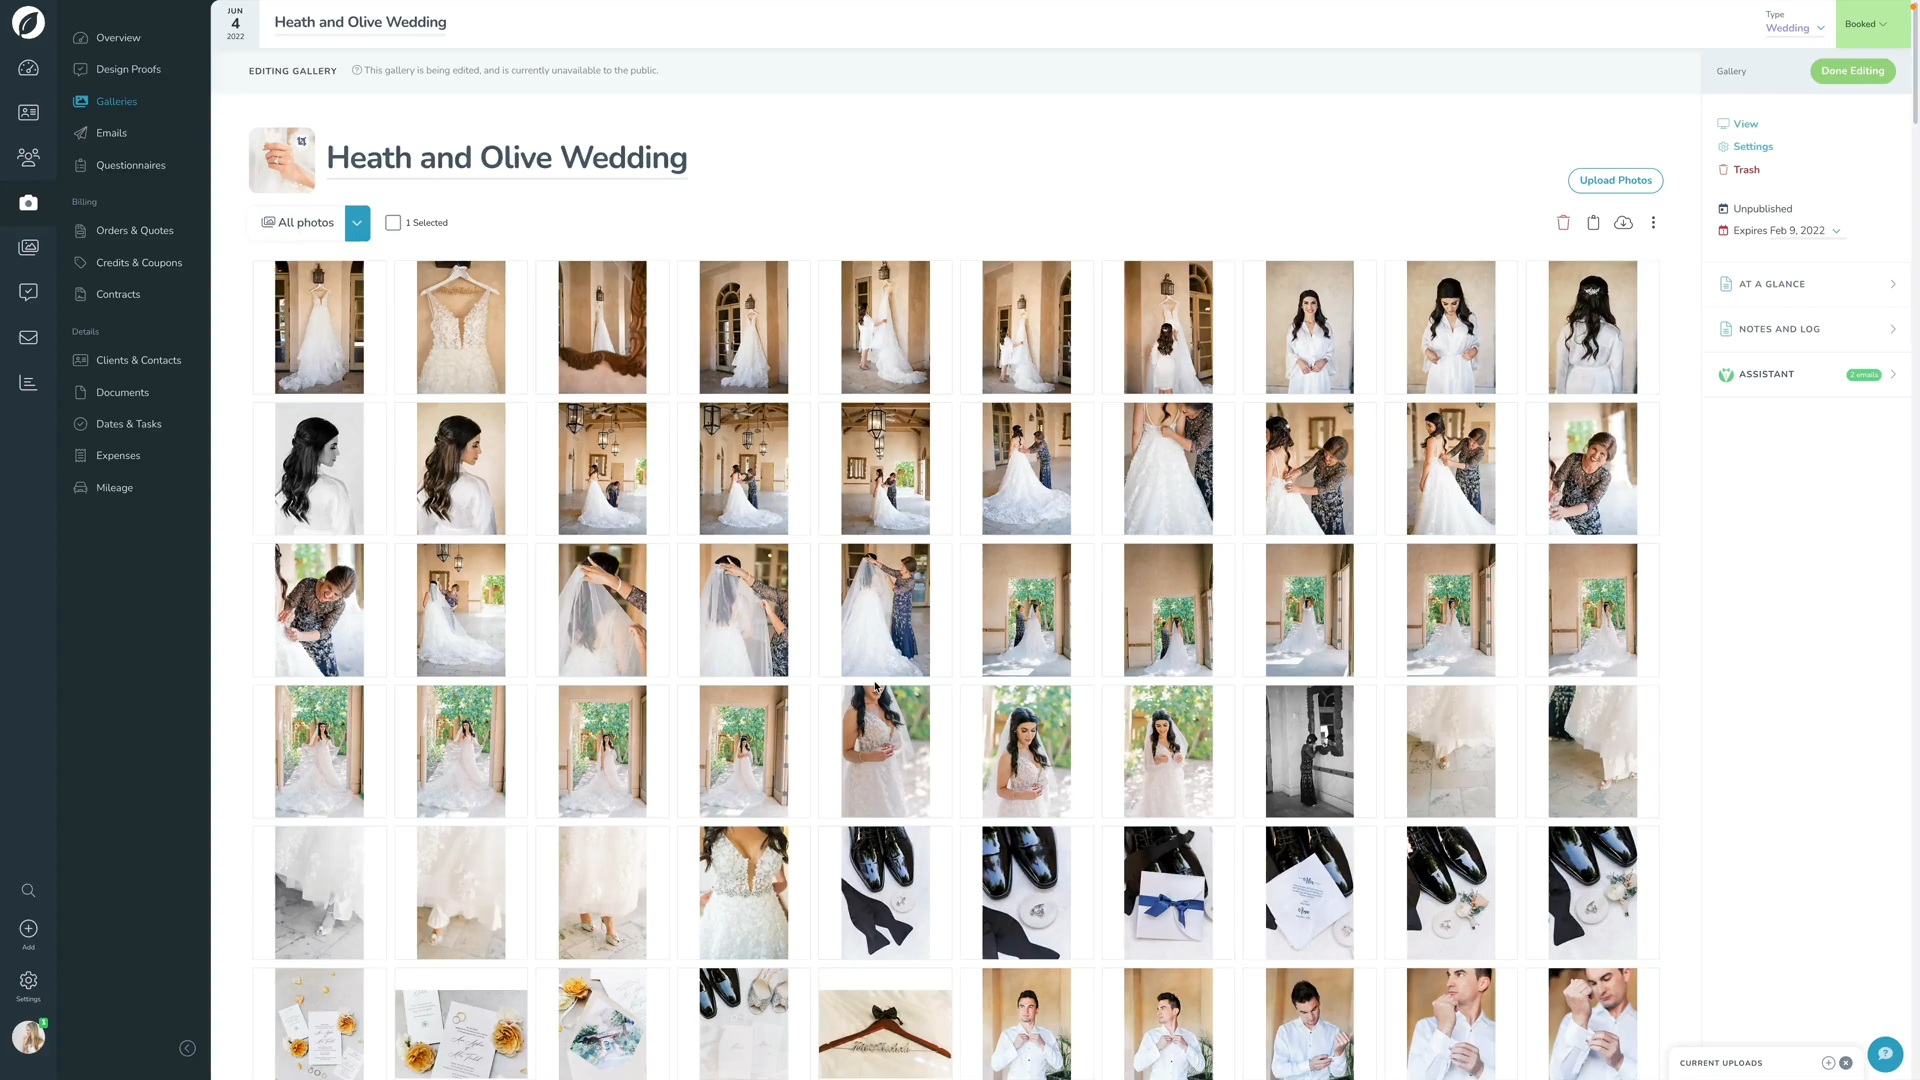 JUN
4
2022
Heath and Olive Wedding
Type
Wedding
Booked
Overview
Design Proofs
Galleries
Emails
Questionnaires
Billing
Orders & Quotes
Credits & Coupons
Contracts
Details
Clients & Contacts
Documents
Dates & Tasks
Expenses
Mileage
Add
Settings
1
EDITING GALLERY
This gallery is being edited, and is currently unavailable to the public.
Gallery
Done Editing
Heath and Olive Wedding
Upload Photos
All photos
1 Selected
View
Settings
Trash
Unpublished
Expires Feb 9, 2022
AT A GLANCE
NOTES AND LOG
ASSISTANT
2 emails
CURRENT UPLOADS